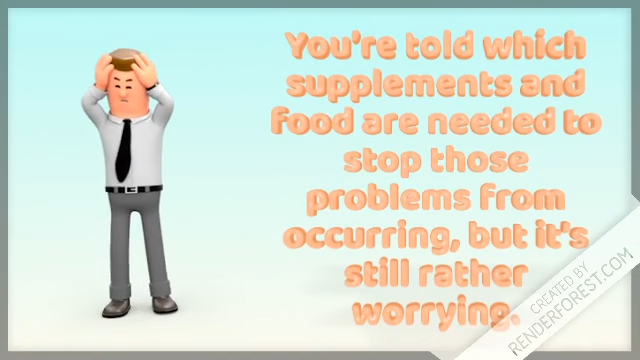 You're told which
supplements and
food are needed to
stop those
problems from
occurring, but it's
still rather
worrying.
CREATED BY
RENDERFOREST.COM